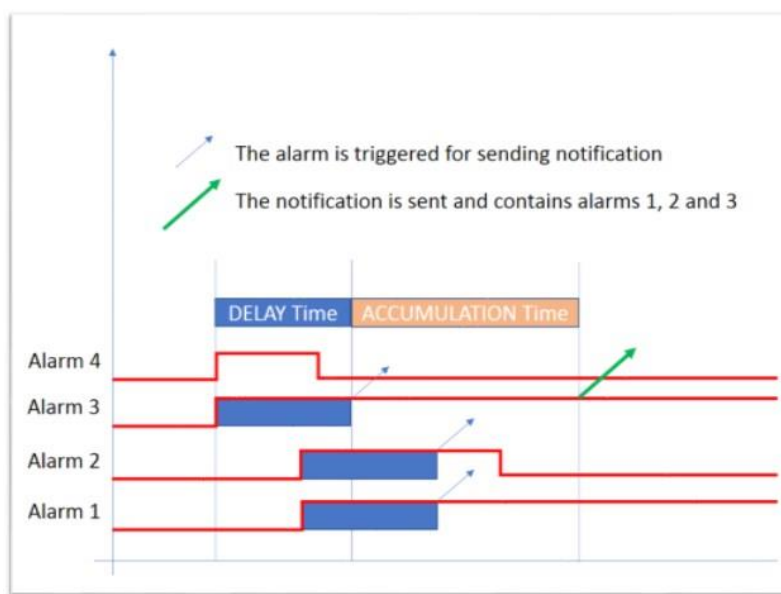 The alarm is triggered for sending notification
The notification is sent and contains alarms 1, 2 and 3
DELAY Time ACCUMULATION Time
Alarm 4
Alarm 3
Alarm 2
Alarm 1